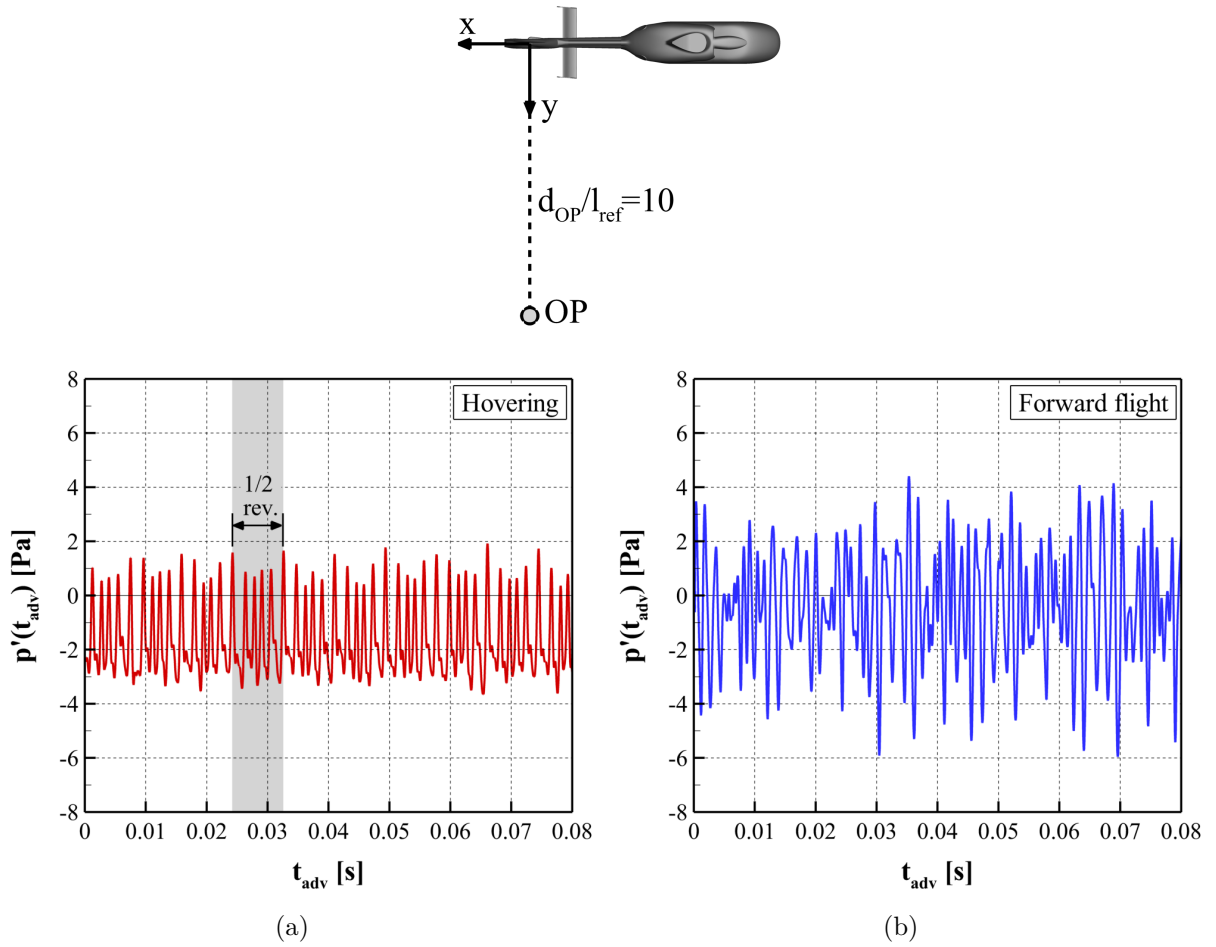 x
y
d_OP/l_ref=10
OP
8
6
4
2
0
-2
-4
-6
-8
p'(t_adv) [Pa]
Hovering
1/2
rev.
0 0.01 0.02 0.03 0.04 0.05 0.06 0.07 0.08
t_adv [s]
(a)
8
6
4
2
0
-2
-4
-6
-8
p'(t_adv) [Pa]
Forward flight
0 0.01 0.02 0.03 0.04 0.05 0.06 0.07 0.08
t_adv [s]
(b)